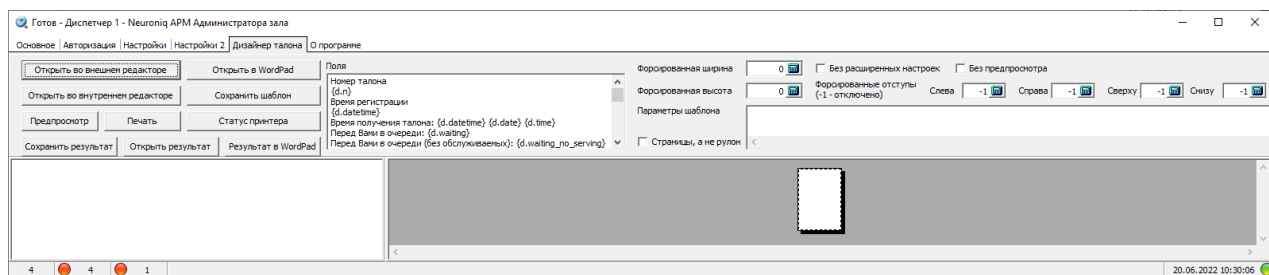 Готов - Диспетчер 1 - Neuroniq АРМ Администратора зала
Основное Авторизация Настройки Настройки 2 Дизайнер талона О программе
Открыть во внешнем редакторе Открыть в WordPad
Открыть во внутреннем редакторе Сохранить шаблон
Предпросмотр Печать Статус принтера
Сохранить результат Открыть результат Результат в WordPad
Поля
Номер талона
{d.n}
Время регистрации
{d.datetime}
Время получения талона: {d.datetime} {d.date} {d.time}
Перед Вами в очереди: {d.waiting}
Перед Вами в очереди (без обслуживаемых): {d.waiting_no_serving}
Форсированная ширина 0 Без расширенных настроек Без предпросмотра
Форсированная высота 0 Форсированные отступы
(-1 - отключено) Слева -1 Справа -1 Сверху -1 Снизу -1
Параметры шаблона
Страницы, а не рулон
4 4 1 20.06.2022 10:30:06